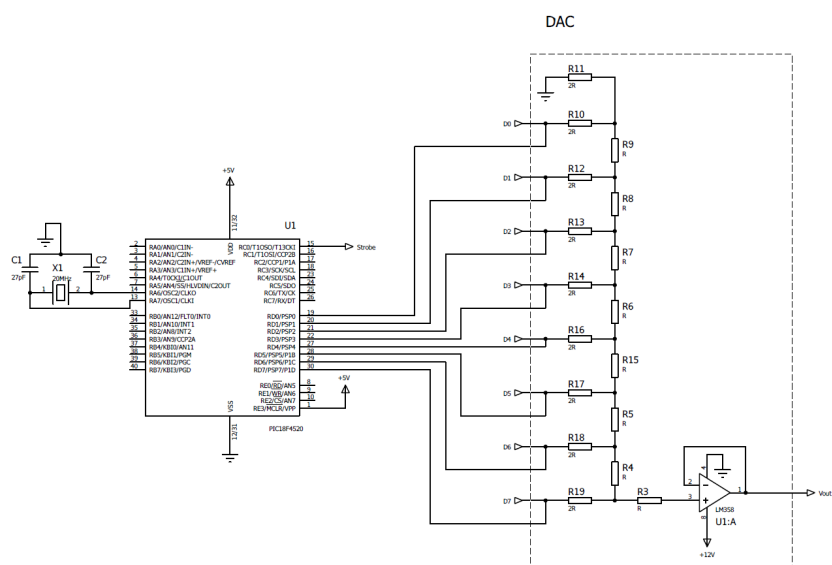 DAC
R11
2R
D0
R10
2R
R9
R
D1
R12
2R
R8
R
D2
R13
2R
R7
R
D3
R14
2R
R6
R
D4
R16
2R
R15
R
D5
R17
2R
R5
R
D6
R18
2R
R4
R
D7
R19
2R
R3
R
2
3
4
8
1
LM358
U1:A
+12V
Vout
+5V
11/32
U1
VDD
C1
27pF
X1
20MHz
1
2
C2
27pF
2 RA0/AN0/C1IN-
3 RA1/AN1/C2IN-
4 RA2/AN2/C2IN+/VREF-/CVREF
5 RA3/AN3/C1IN+/VREF+
6 RA4/T0CKI/C1OUT
7 RA5/AN4/SS/HLVDIN/C2OUT
14 RA6/OSC2/CLKO
13 RA7/OSC1/CLKI
33 RB0/AN12/FLT0/INT0
34 RB1/AN10/INT1
35 RB2/AN8/INT2
36 RB3/AN9/CCP2A
37 RB4/KBI0/AN11
38 RB5/KBI1/PGM
39 RB6/KBI2/PGC
40 RB7/KBI3/PGD
RC0/T1OSO/T13CKI 15
Strobe
RC1/T1OSI/CCP2B 16
RC2/CCP1/P1A 17
RC3/SCK/SCL 18
RC4/SDI/SDA 23
RC5/SDO 24
RC6/TX/CK 25
RC7/RX/DT 26
RD0/PSP0 19
RD1/PSP1 20
RD2/PSP2 21
RD3/PSP3 22
RD4/PSP4 27
RD5/PSP5/P1B 28
RD6/PSP6/P1C 29
RD7/PSP7/P1D 30
RE0/RD/AN5 8
RE1/WR/AN6 9
RE2/CS/AN7 10
RE3/MCLR/VPP 1
+5V
VSS
12/31
PIC18F4520